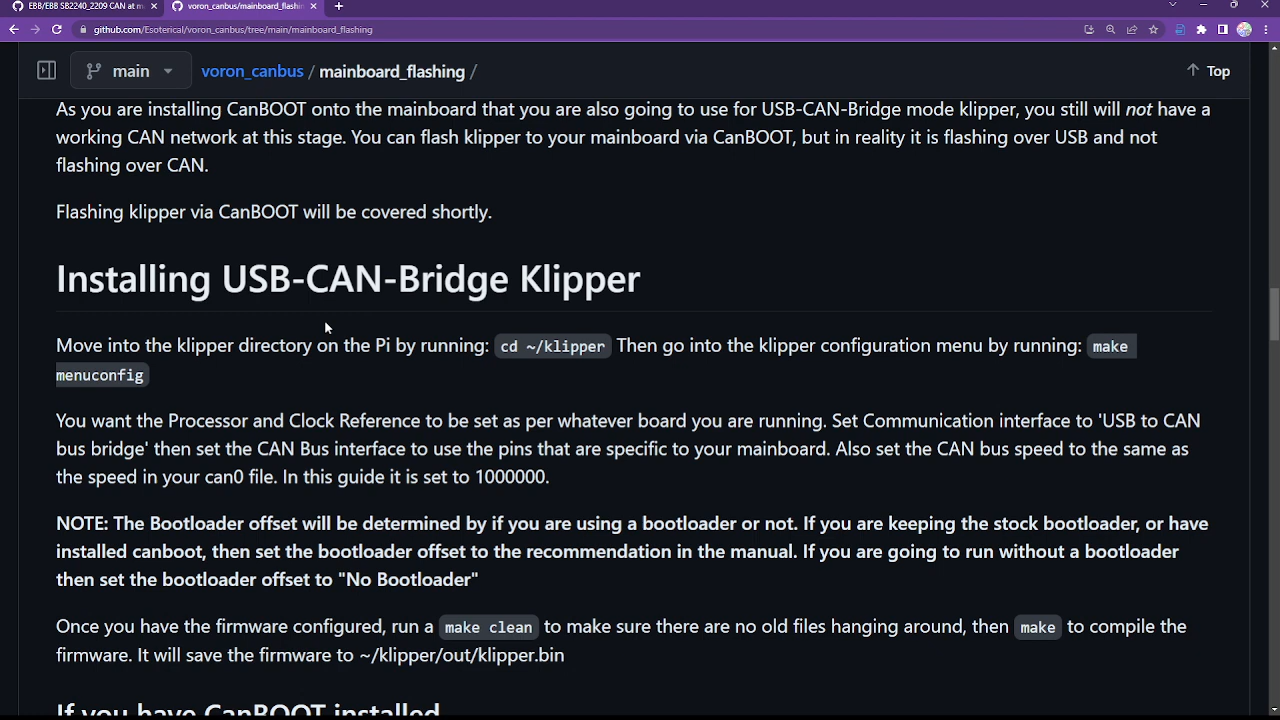 EBB/EBB SB2240_2209 CAN at m
voron_canbus/mainboard_flashin
github.com/Esoterical/voron_canbus/tree/main/mainboard_flashing
main voron_canbus / mainboard_flashing / Top
As you are installing CanBOOT onto the mainboard that you are also going to use for USB-CAN-Bridge mode klipper, you still will not have a
working CAN network at this stage. You can flash klipper to your mainboard via CanBOOT, but in reality it is flashing over USB and not
flashing over CAN.
Flashing klipper via CanBOOT will be covered shortly.
Installing USB-CAN-Bridge Klipper
Move into the klipper directory on the Pi by running: cd ~/klipper Then go into the klipper configuration menu by running: make
menuconfig
You want the Processor and Clock Reference to be set as per whatever board you are running. Set Communication interface to 'USB to CAN
bus bridge' then set the CAN Bus interface to use the pins that are specific to your mainboard. Also set the CAN bus speed to the same as
the speed in your can0 file. In this guide it is set to 1000000.
NOTE: The Bootloader offset will be determined by if you are using a bootloader or not. If you are keeping the stock bootloader, or have
installed canboot, then set the bootloader offset to the recommendation in the manual. If you are going to run without a bootloader
then set the bootloader offset to "No Bootloader"
Once you have the firmware configured, run a make clean to make sure there are no old files hanging around, then make to compile the
firmware. It will save the firmware to ~/klipper/out/klipper.bin
If you have CanBOOT installed